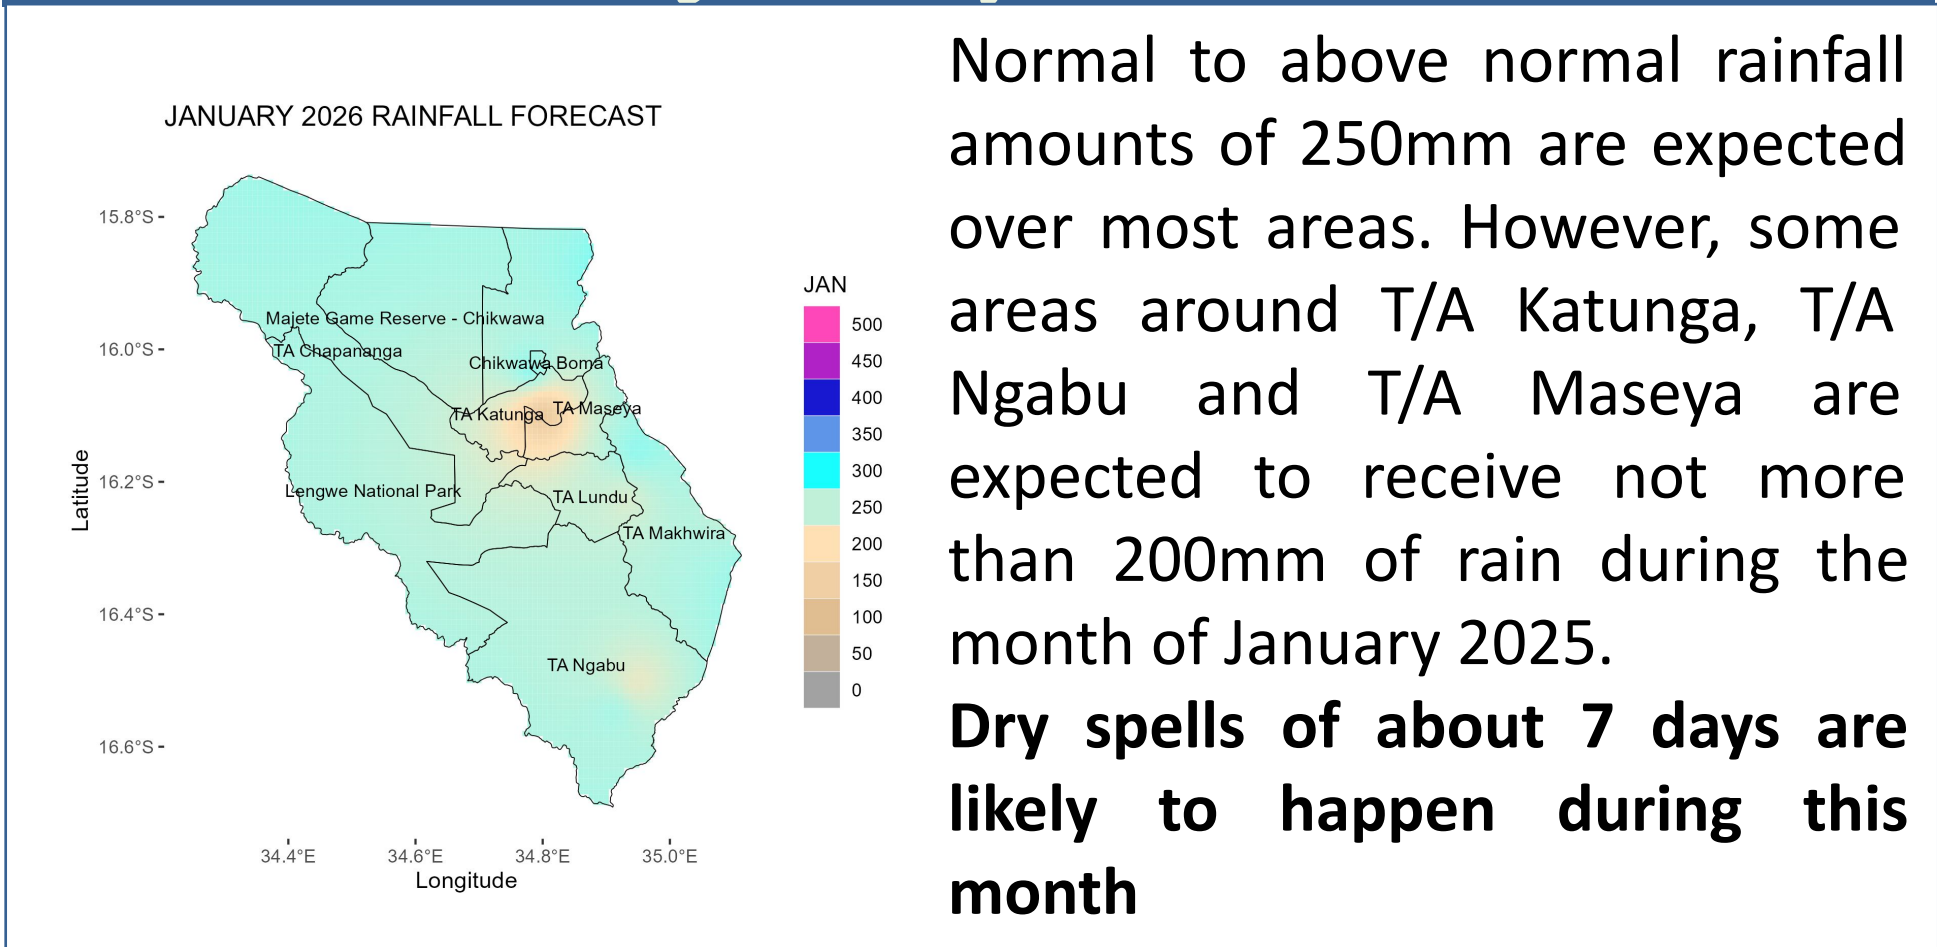 JANUARY 2026 RAINFALL FORECAST
15.8°S
16.0°S
16.2°S
16.4°S
16.6°S
Latitude
34.4°E
34.6°E
34.8°E
35.0°E
Longitude
Majete Game Reserve - Chikwawa
TA Chapananga
Chikwawa Boma
TA Katunga
TA Maseya
Lengwe National Park
TA Lundu
TA Makhwira
TA Ngabu
JAN
500
450
400
350
300
250
200
150
100
50
0
Normal to above normal rainfall
amounts of 250mm are expected
over most areas. However, some
areas around T/A Katunga, T/A
Ngabu and T/A Maseya are
expected to receive not more
than 200mm of rain during the
month of January 2025.
Dry spells of about 7 days are
likely to happen during this
month